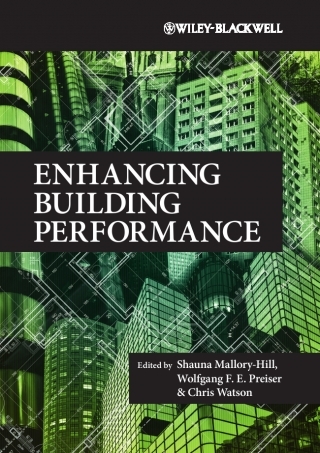 WILEY-BLACKWELL
ENHANCING
BUILDING
PERFORMANCE
Edited by Shauna Mallory-Hill,
Wolfgang F. E. Preiser
& Chris Watson